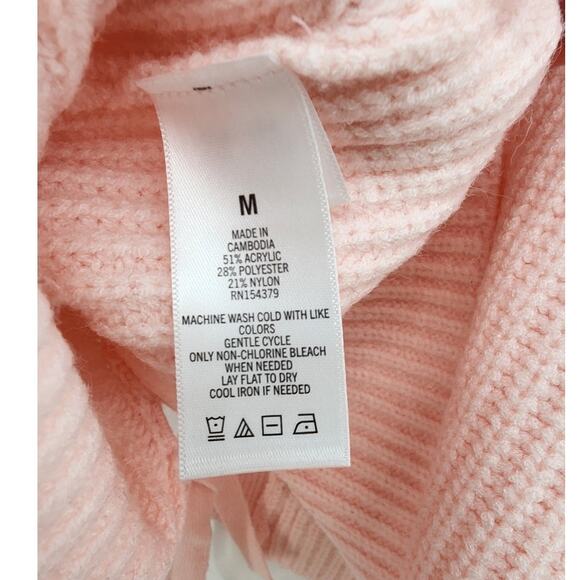 M
MADE IN
CAMBODIA
51% ACRYLIC
28% POLYESTER
21% NYLON
RN154379
MACHINE WASH COLD WITH LIKE
COLORS
GENTLE CYCLE
ONLY NON-CHLORINE BLEACH
WHEN NEEDED
LAY FLAT TO DRY
COOL IRON IF NEEDED